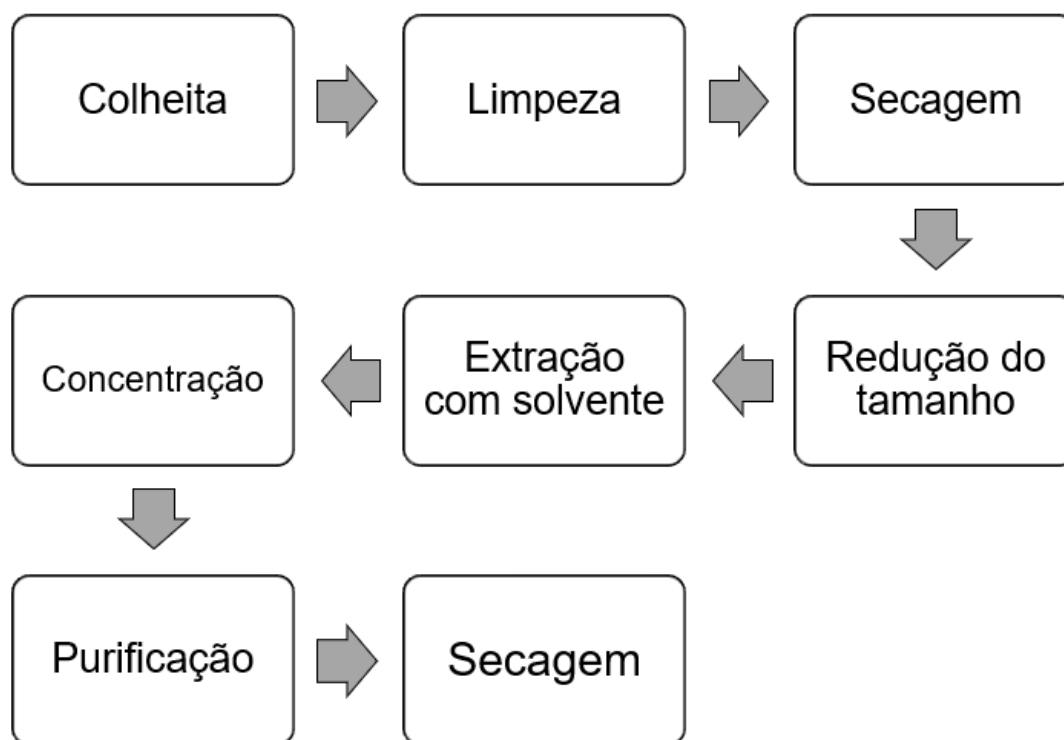 Colheita
Limpeza
Secagem
Redução do
tamanho
Extração
com solvente
Concentração
Purificação
Secagem